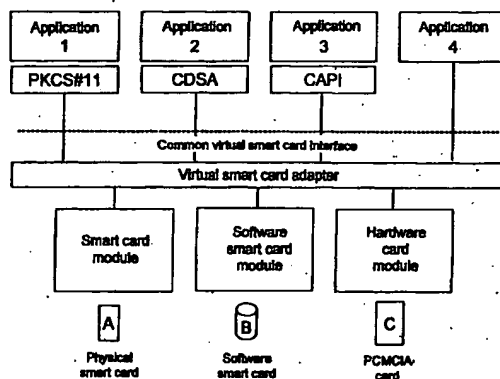 Application
1
Application
2
Application
3
Application
4
PKCS#11
CDSA
CAPI
Common virtual smart card interface
Virtual smart card adapter
Smart card
module
Software
smart card
module
Hardware
card
module
A
B
C
Physical
smart card
Software
smart card
PCMCIA-
card